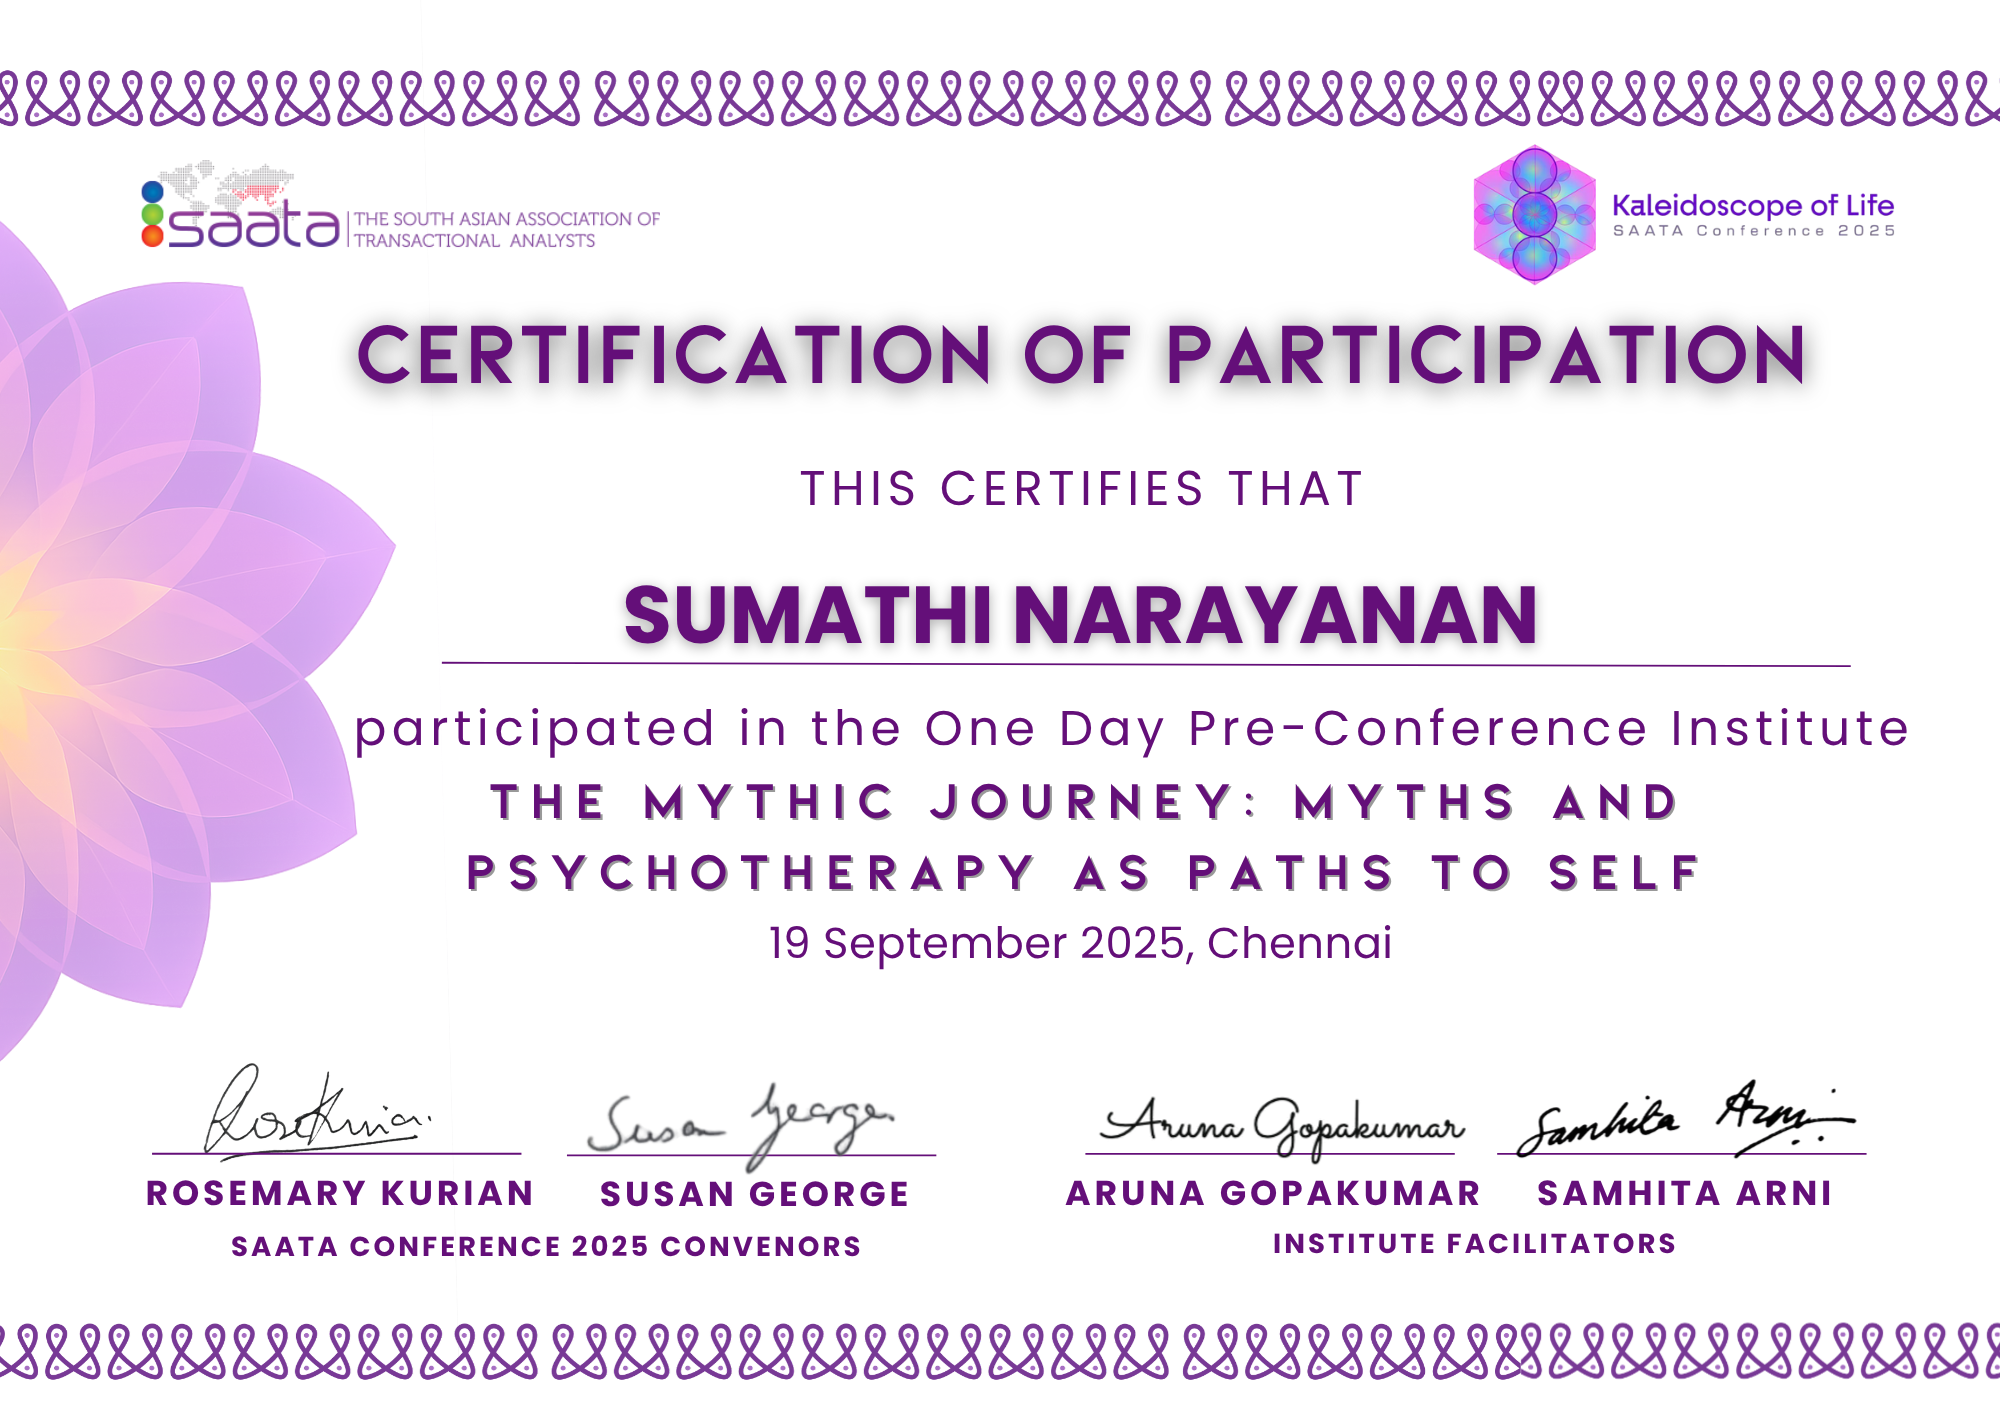 saata
THE SOUTH ASIAN ASSOCIATION OF
TRANSACTIONAL ANALYSTS
Kaleidoscope of Life
SAATA Conference 2025
CERTIFICATION OF PARTICIPATION
THIS CERTIFIES THAT
SUMATHI NARAYANAN
participated in the One Day Pre-Conference Institute
THE MYTHIC JOURNEY: MYTHS AND
PSYCHOTHERAPY AS PATHS TO SELF
19 September 2025, Chennai
RoseKurian.
Susan George
Aruna Gopakumar
Samhita Arni
ROSEMARY KURIAN
SUSAN GEORGE
ARUNA GOPAKUMAR
SAMHITA ARNI
SAATA CONFERENCE 2025 CONVENORS
INSTITUTE FACILITATORS